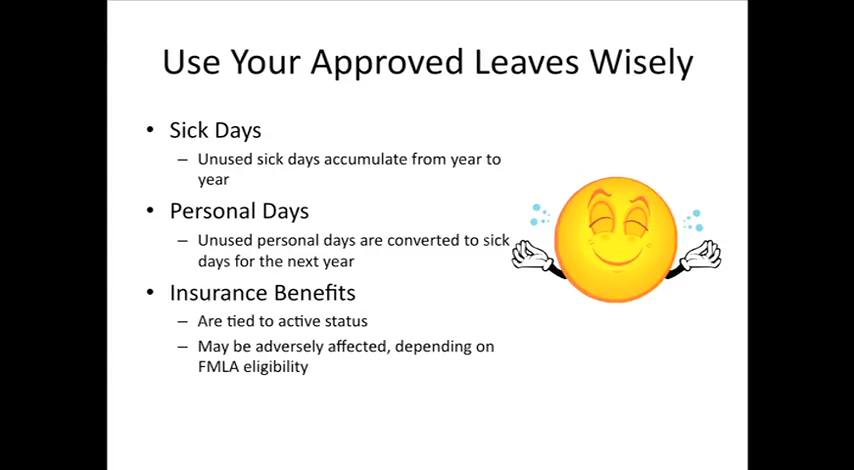 Use Your Approved Leaves Wisely
• Sick Days
– Unused sick days accumulate from year to
year
• Personal Days
– Unused personal days are converted to sick
days for the next year
• Insurance Benefits
– Are tied to active status
– May be adversely affected, depending on
FMLA eligibility